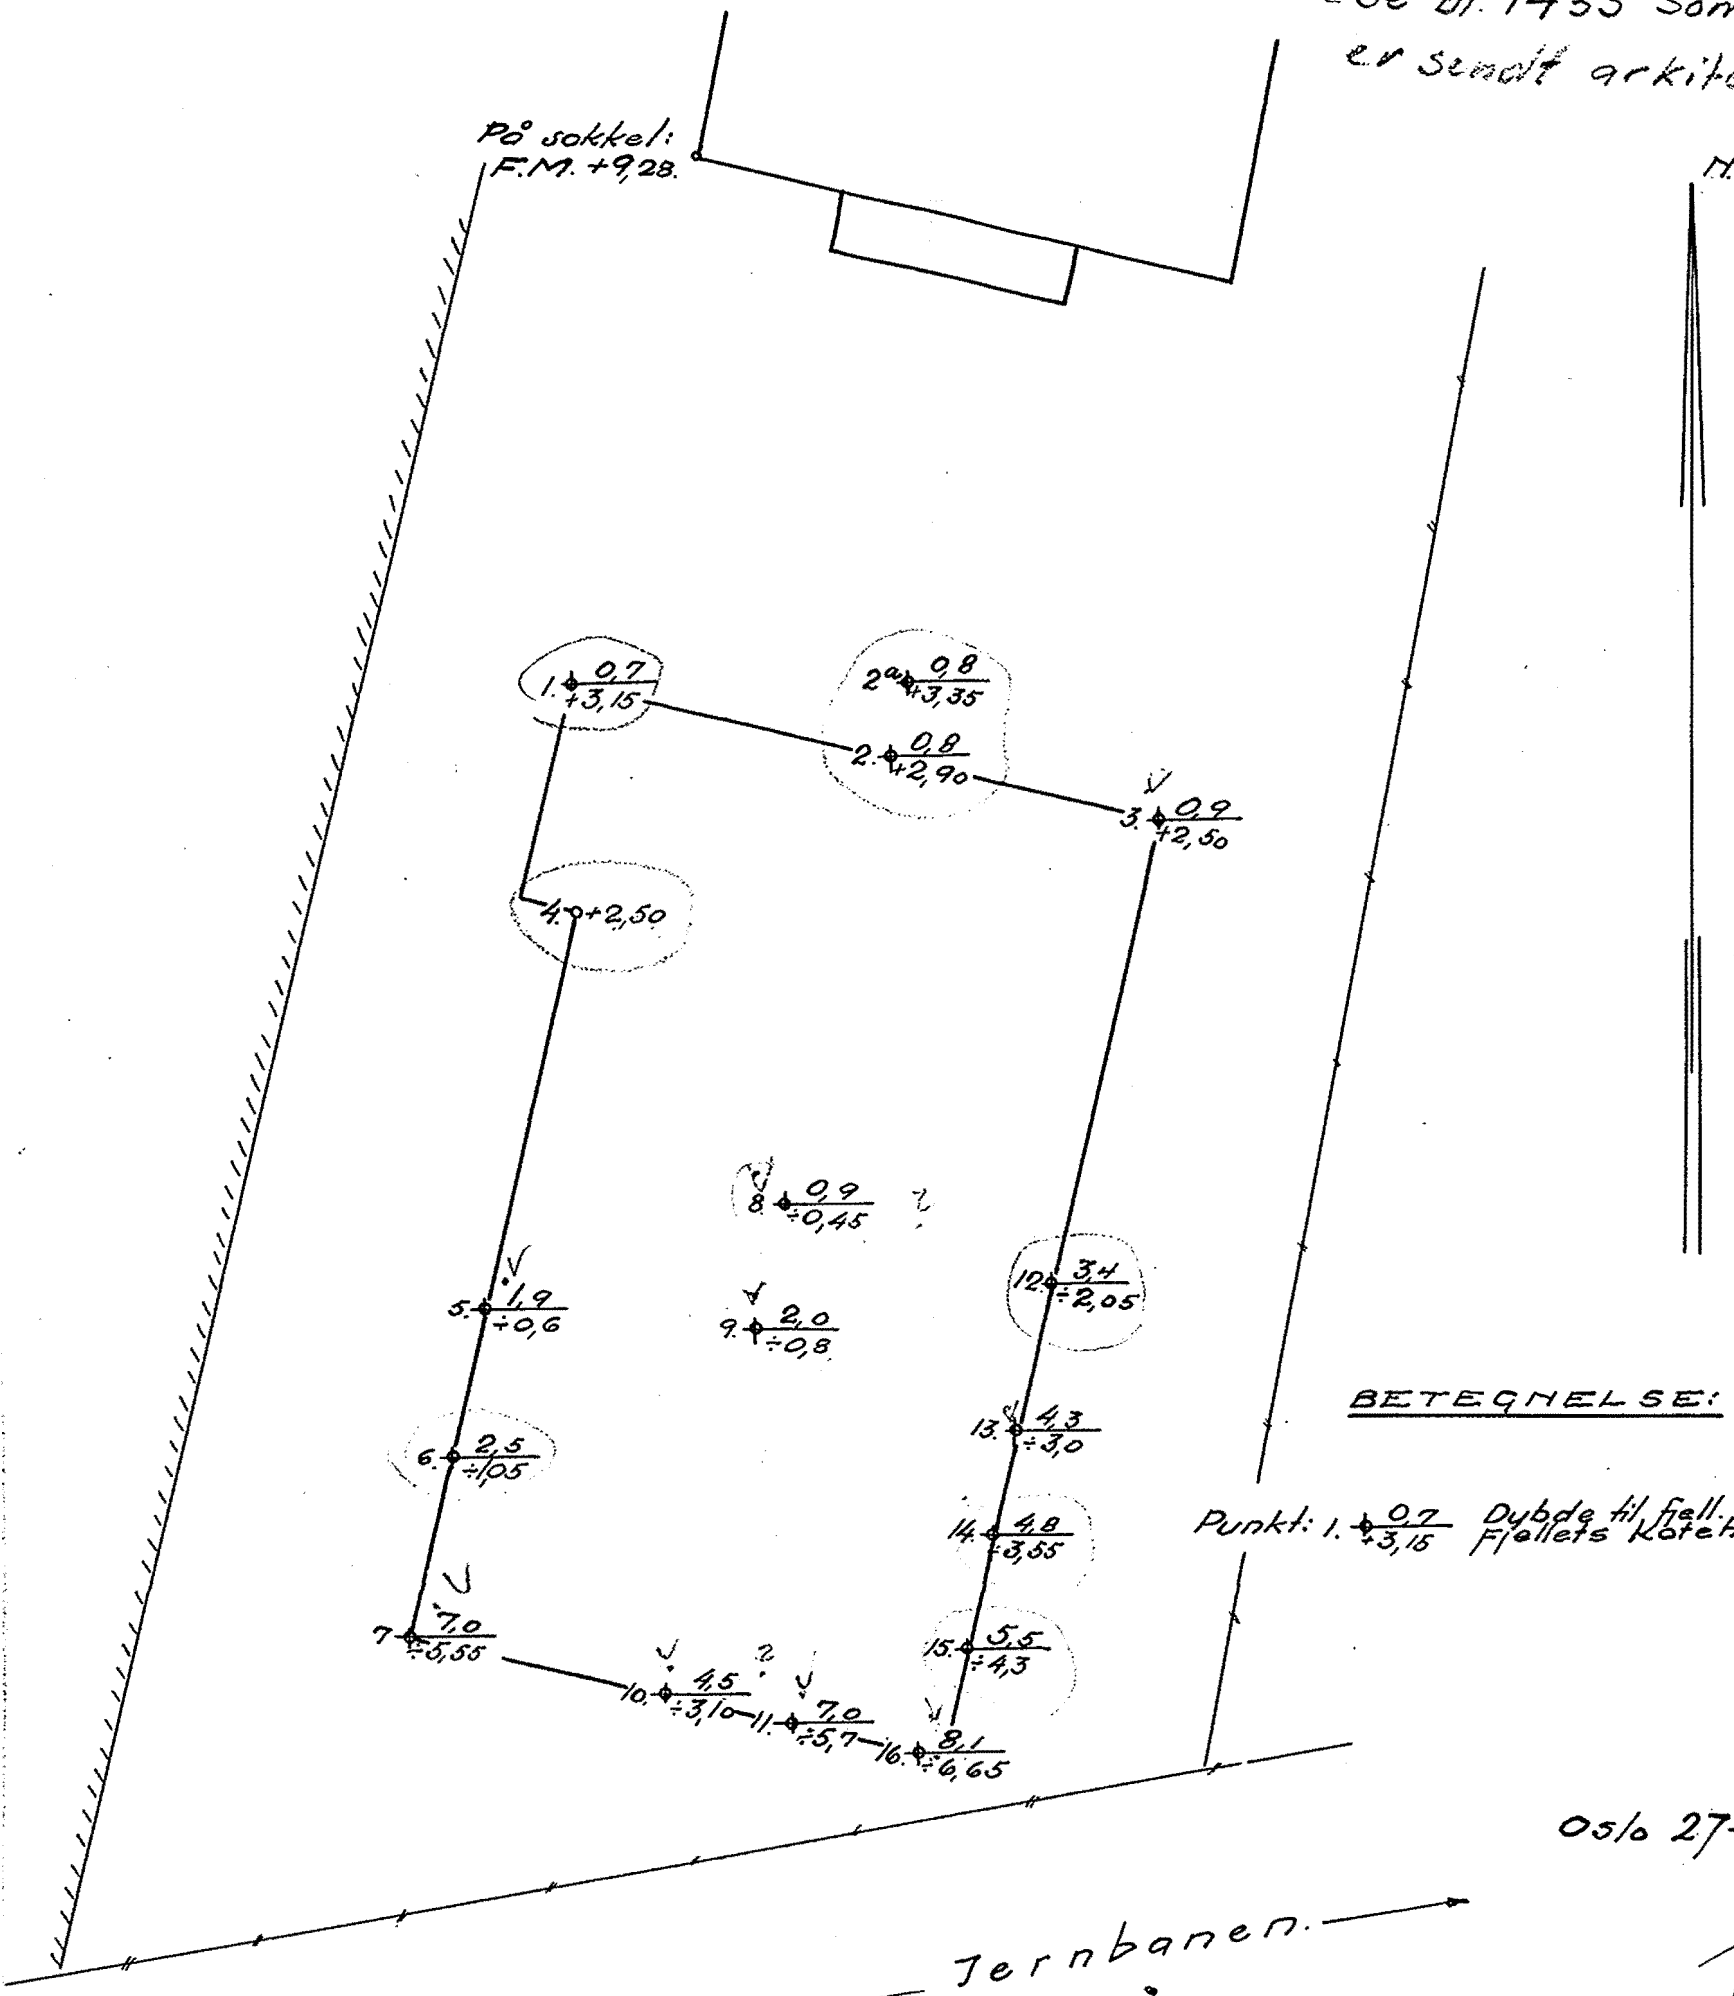 er sendt arkit
På sokkel:
F.M. +9,28.
N.
1. 0,7
+3,15
2a 0,8
+3,35
2. 0,8
+2,90
3. 0,9
+2,50
4. +2,50
8. 0,9 ?
÷0,45
12. 3,4
÷2,05
5. 1,9
÷0,6
9. 2,0
÷0,8
BETEGNELSE:
13. 4,3
÷3,0
6. 2,5
÷1,05
Punkt: 1. 0,7 Dybde til fjell.
+3,15 Fjellets Koteh
14. 4,8
÷3,55
7 7,0
÷5,55
15. 5,5
÷4,3
10. 4,5 ?
÷3,10
11. 7,0
÷5,7
16. 8,1
÷6,65
Oslo 27-
Jernbanen.